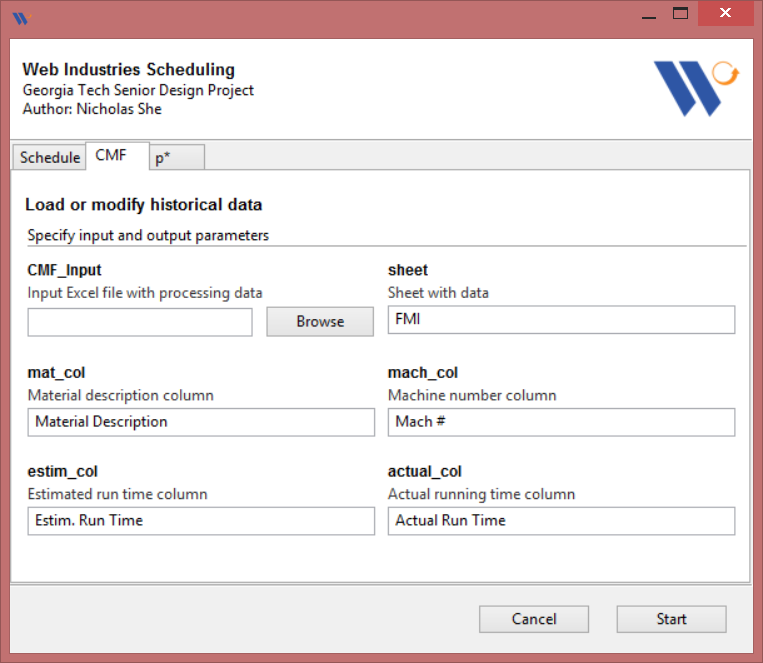 Web Industries Scheduling
Georgia Tech Senior Design Project
Author: Nicholas She
Schedule CMF p*
Load or modify historical data
Specify input and output parameters
CMF_Input sheet
Input Excel file with processing data Sheet with data
Browse FMI
mat_col mach_col
Material description column Machine number column
Material Description Mach #
estim_col actual_col
Estimated run time column Actual running time column
Estim. Run Time Actual Run Time
Cancel Start